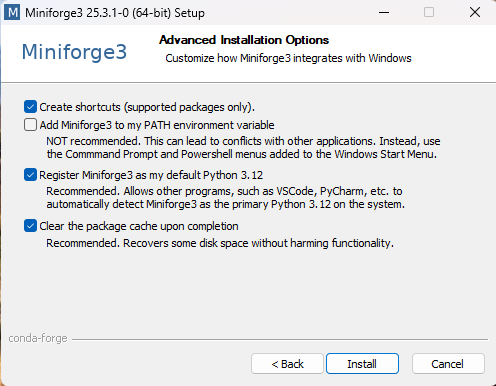 Miniforge3 25.3.1-0 (64-bit) Setup
Miniforge3
Advanced Installation Options
Customize how Miniforge3 integrates with Windows
Create shortcuts (supported packages only).
Add Miniforge3 to my PATH environment variable
NOT recommended. This can lead to conflicts with other applications. Instead, use
the Commmand Prompt and Powershell menus added to the Windows Start Menu.
Register Miniforge3 as my default Python 3.12
Recommended. Allows other programs, such as VSCode, PyCharm, etc. to
automatically detect Miniforge3 as the primary Python 3.12 on the system.
Clear the package cache upon completion
Recommended. Recovers some disk space without harming functionality.
conda-forge
< Back
Install
Cancel